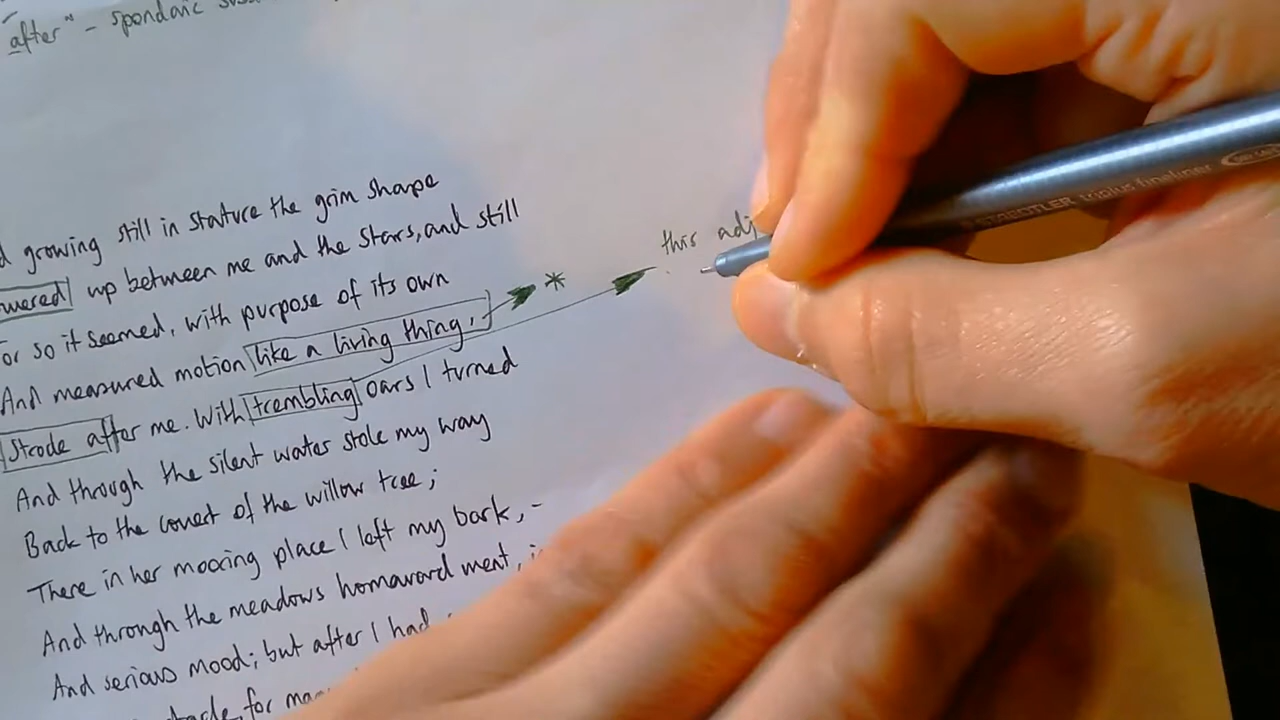 after" - spondaic
growing still in stature the grim shape
up between me and the stars, and still
For so it seemed, with purpose of its own
And measured motion like a living thing,
Strode after me. With trembling oars I turned
And through the silent water stole my way
Back to the covert of the willow tree;
There in her mooring place I left my bark, -
And through the meadows homeward went, i
And serious mood; but after I had
for
*
this adj
STAEDTLER triplus fineliner